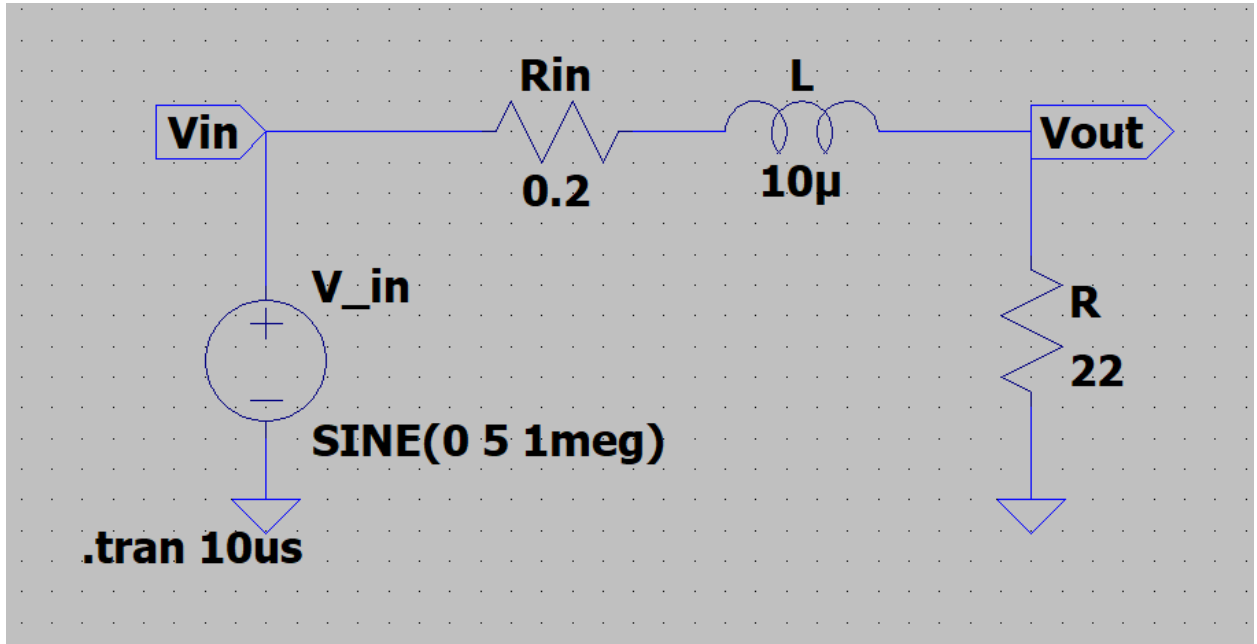 Rin
L
Vin
Vout
0.2
10µ
V_in
R
22
SINE(0 5 1meg)
.tran 10us